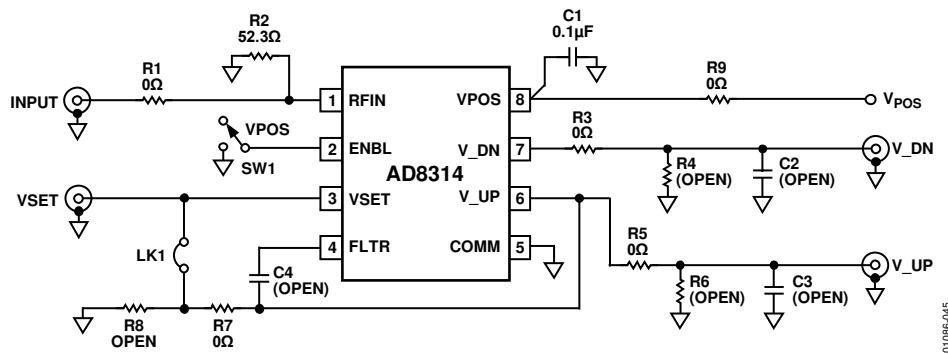 C1
0.1µF
R2
52.3Ω
R1
0Ω
R9
0Ω
INPUT
1
RFIN
VPOS
8
VPOS
R3
0Ω
VPOS
2
ENBL
V_DN
7
V_DN
SW1
AD8314
R4
(OPEN)
C2
(OPEN)
VSET
3
VSET
V_UP
6
LK1
4
FLTR
COMM
5
R5
0Ω
V_UP
C4
(OPEN)
R6
(OPEN)
C3
(OPEN)
R8
OPEN
R7
0Ω
01086-045